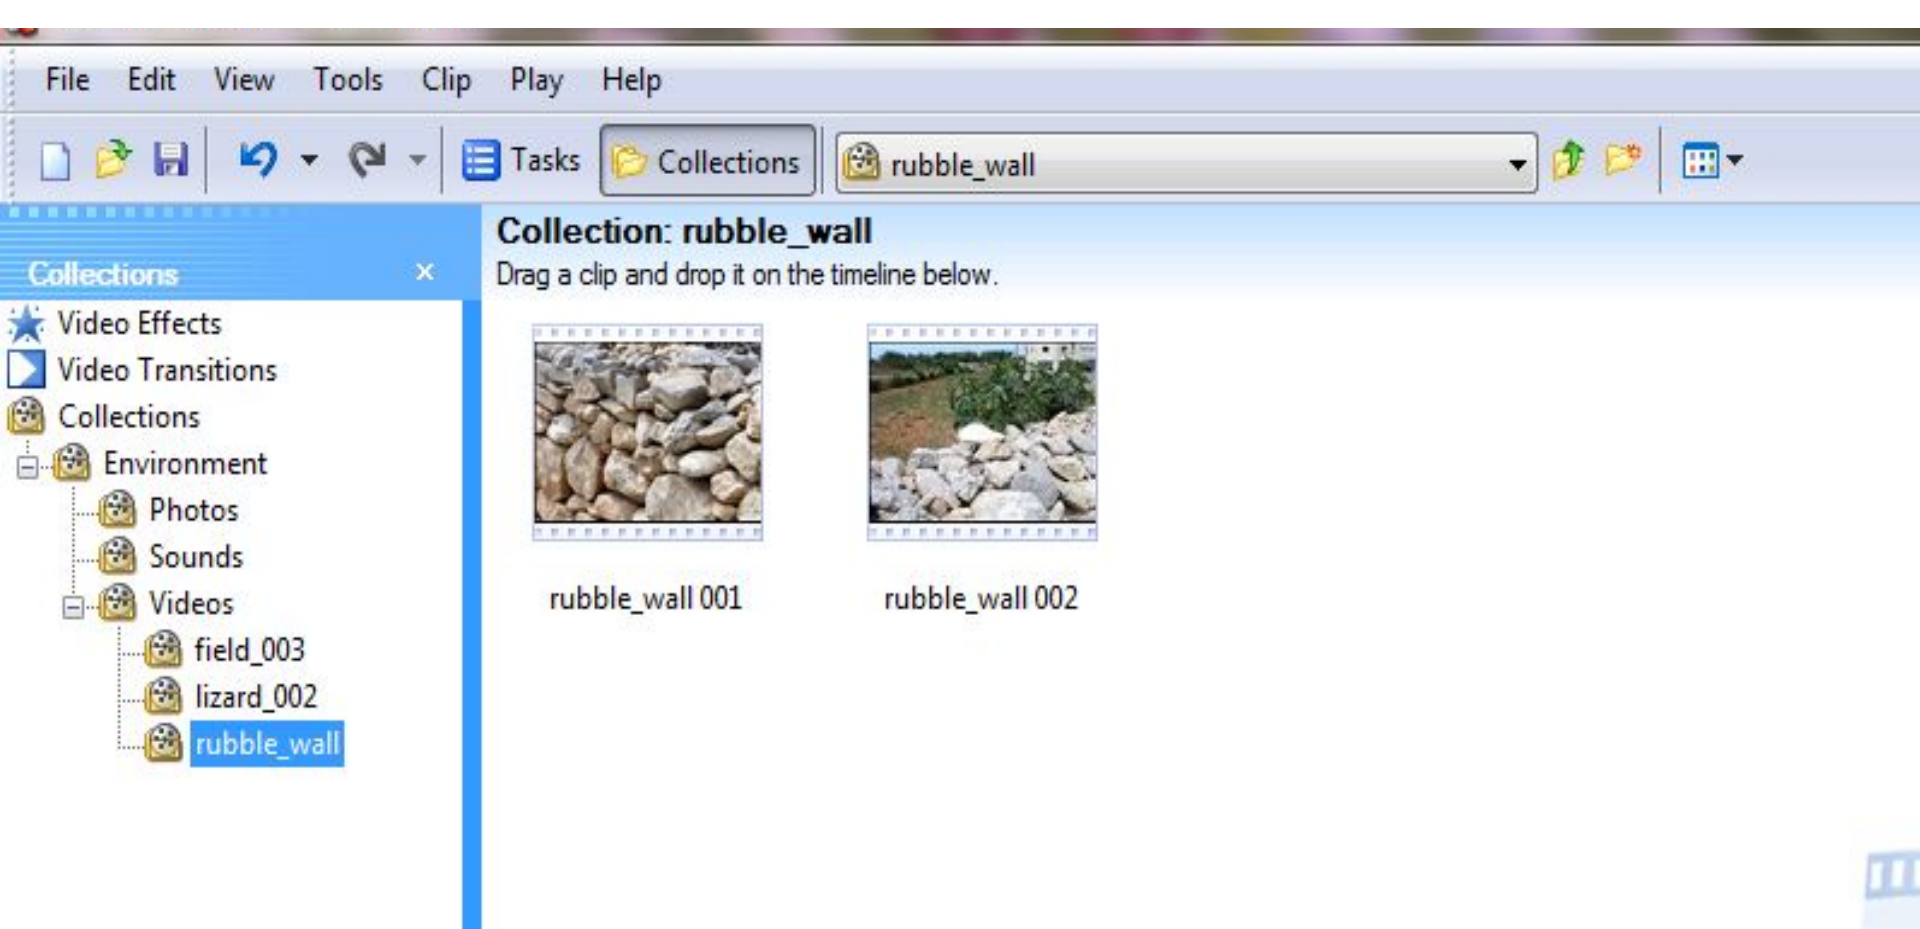 File Edit View Tools Clip Play Help
Tasks Collections rubble_wall
Collection: rubble_wall
Drag a clip and drop it on the timeline below.
Collections ×
Video Effects
Video Transitions
Collections
Environment
Photos
Sounds
Videos
field_003
lizard_002
rubble_wall
rubble_wall 001 rubble_wall 002